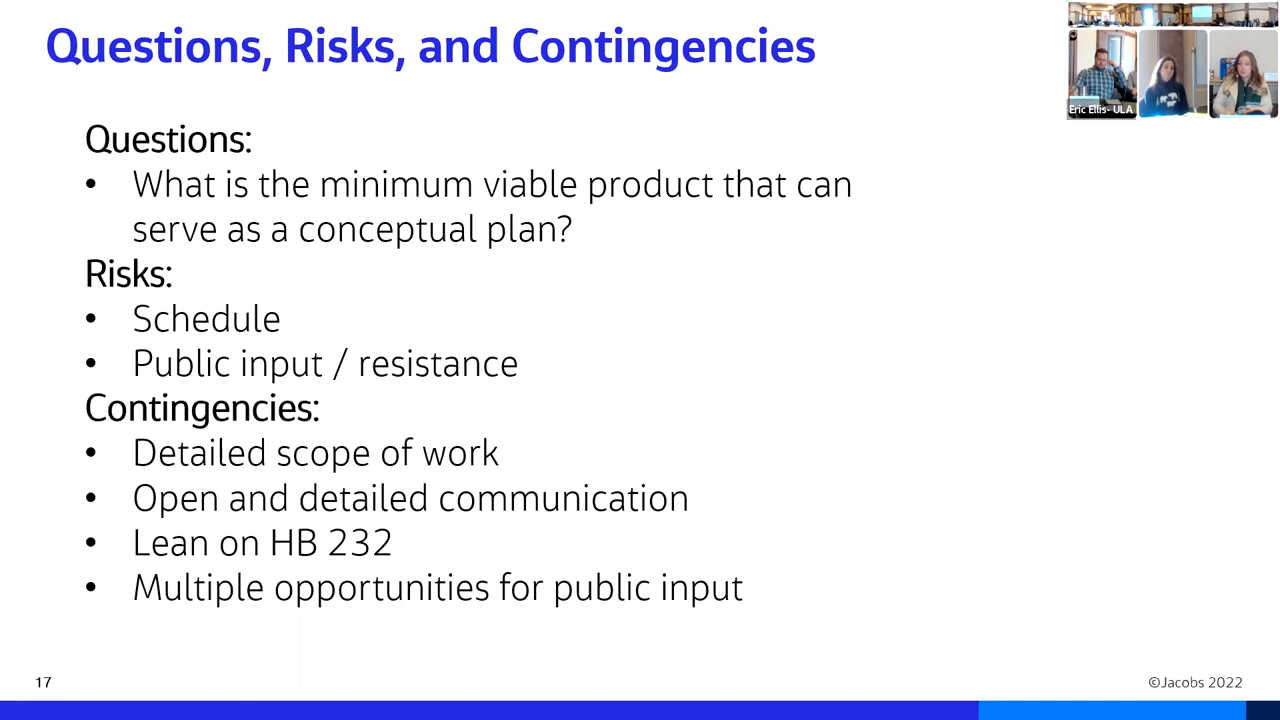 Questions, Risks, and Contingencies
Eric Ellis- ULA
Questions:
• What is the minimum viable product that can
serve as a conceptual plan?
Risks:
• Schedule
• Public input / resistance
Contingencies:
• Detailed scope of work
• Open and detailed communication
• Lean on HB 232
• Multiple opportunities for public input
17
©Jacobs 2022